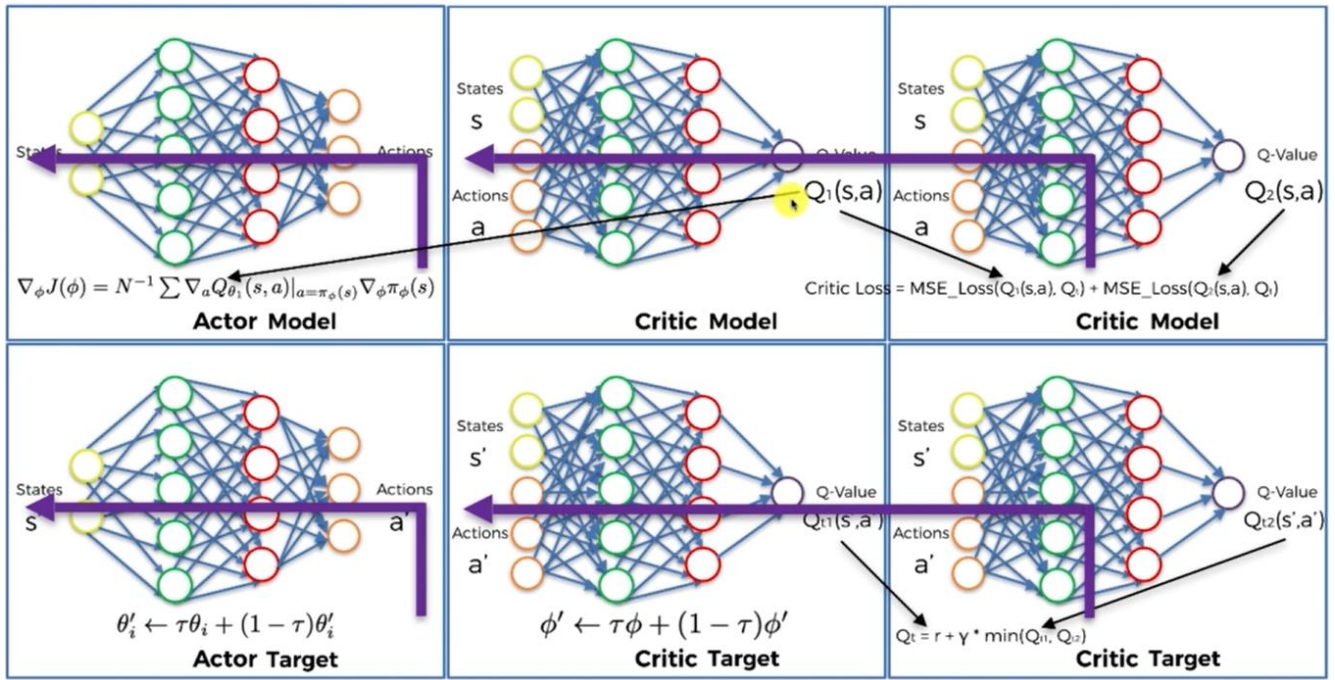 States
Actions
∇ϕJ(ϕ) = N⁻¹ ∑ ∇aQθ₁(s, a)|a=πϕ(s)∇ϕπϕ(s)
Actor Model
States
s
Actions
a
Q-Value
Q₁(s,a)
Critic Model
States
s
Actions
a
Q-Value
Q₂(s,a)
Critic Loss = MSE_Loss(Q₁(s,a), Qₜ) + MSE_Loss(Q₂(s,a), Qₜ)
Critic Model
States
s'
Actions
a'
θ′ᵢ ← τθᵢ + (1 − τ)θ′ᵢ
Actor Target
States
s'
Actions
a'
Q-Value
Qt1(s',a')
ϕ′ ← τϕ + (1 − τ)ϕ′
Critic Target
States
s'
Actions
a'
Q-Value
Qt2(s',a')
Qₜ = r + γ * min(Qt1, Qt2)
Critic Target